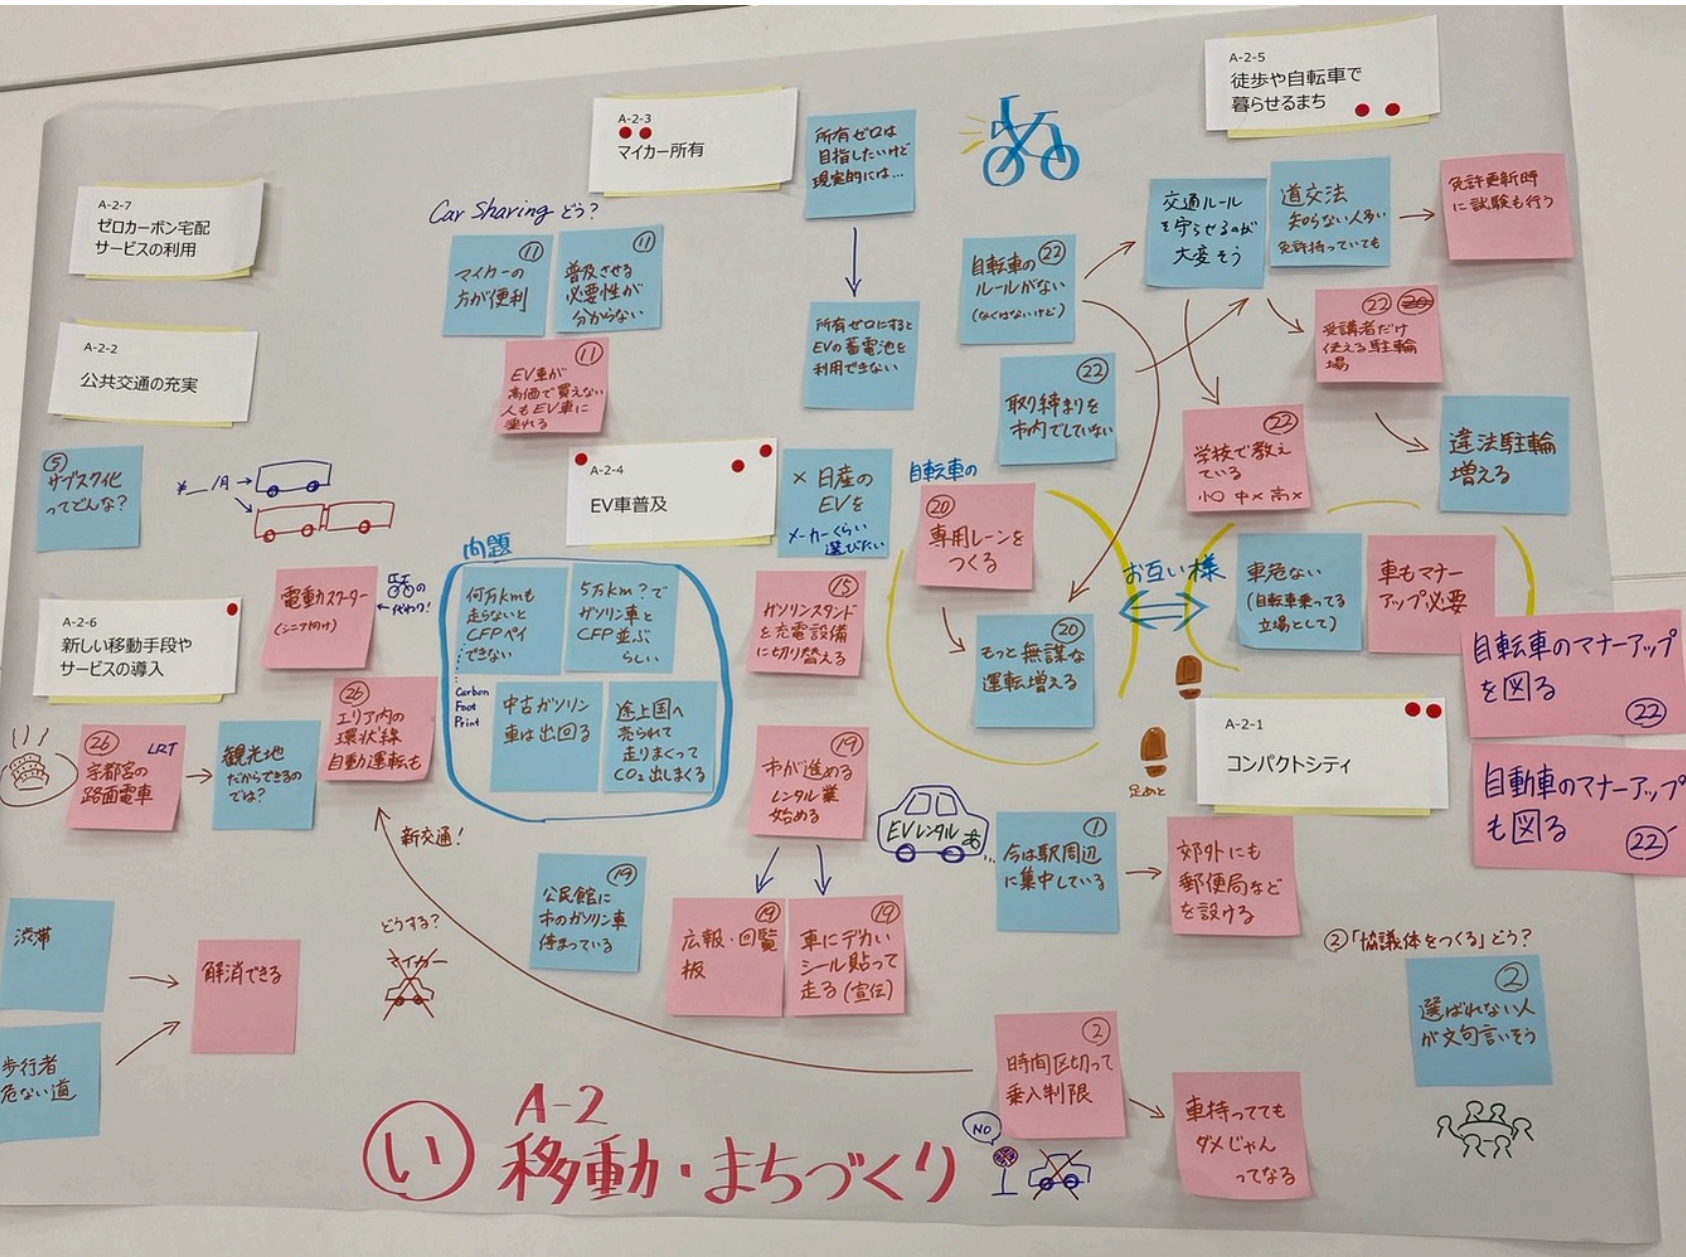 A-2-7
ゼロカーボン宅配
サービスの利用
A-2-2
公共交通の充実
⑤
サブスク化
ってどんな?
¥__/月
A-2-6
新しい移動手段や
サービスの導入
電動スクーター
(シニア向け)
の
代わり!
㉖
エリア内の
環状線
自動運転も
㉖ LRT
宇都宮の
路面電車
観光地
だからできるの
では?
新交通!
渋滞
歩行者
危ない道
解消できる
どうする?
マイカー
A-2-3
マイカー所有
所有ゼロは
目指したいけど
現実的には…
所有ゼロにすると
EVの蓄電池を
利用できない
Car Sharing どう?
⑪
マイカーの
方が便利
⑪
普及させる
必要性が
分からない
⑪
EV車が
高価で買えない
人もEV車に
乗れる
A-2-4
EV車普及
× 日産の
EVを
メーカーくらい
選びたい
問題
何万kmも
走らないと
CFPペイ
できない
Carbon
Foot
Print
5万km?で
ガソリン車と
CFP並ぶ
らしい
中古ガソリン
車は出回る
途上国へ
売られて
走りまくって
CO₂出しまくる
⑮
ガソリンスタンド
を充電設備
に切り替える
⑲
市が進める
レンタル業
始める
EVレンタル
⑲
公民館に
市のガソリン車
停まっている
⑲
広報・回覧
板
⑲
車にデカい
シール貼って
走る(宣伝)
A-2-5
徒歩や自転車で
暮らせるまち
㉒
自転車の
ルールがない
(なくはないけど)
交通ルール
を守らせるのが
大変そう
道交法
知らない人多い
免許持っていても
免許更新時
に試験も行う
㉒
取り締まりを
市内でしていない
㉒ ⑳
受講者だけ
使える駐輪
場
違法駐輪
増える
㉒
学校で教え
ている
小○ 中× 高×
自転車の
⑳
専用レーンを
つくる
⑳
もっと無謀な
運転増える
お互い様
車危ない
(自転車乗ってる
立場として)
車もマナー
アップ必要
自転車のマナーアップ
を図る
㉒
自動車のマナーアップ
も図る
㉒'
足あと
A-2-1
コンパクトシティ
①
今は駅周辺
に集中している
郊外にも
郵便局など
を設ける
②「協議体をつくる」どう?
②
選ばれない人
が文句言いそう
②
時間区切って
乗入制限
NO
車持ってても
ダメじゃん
ってなる
い
A-2
移動・まちづくり